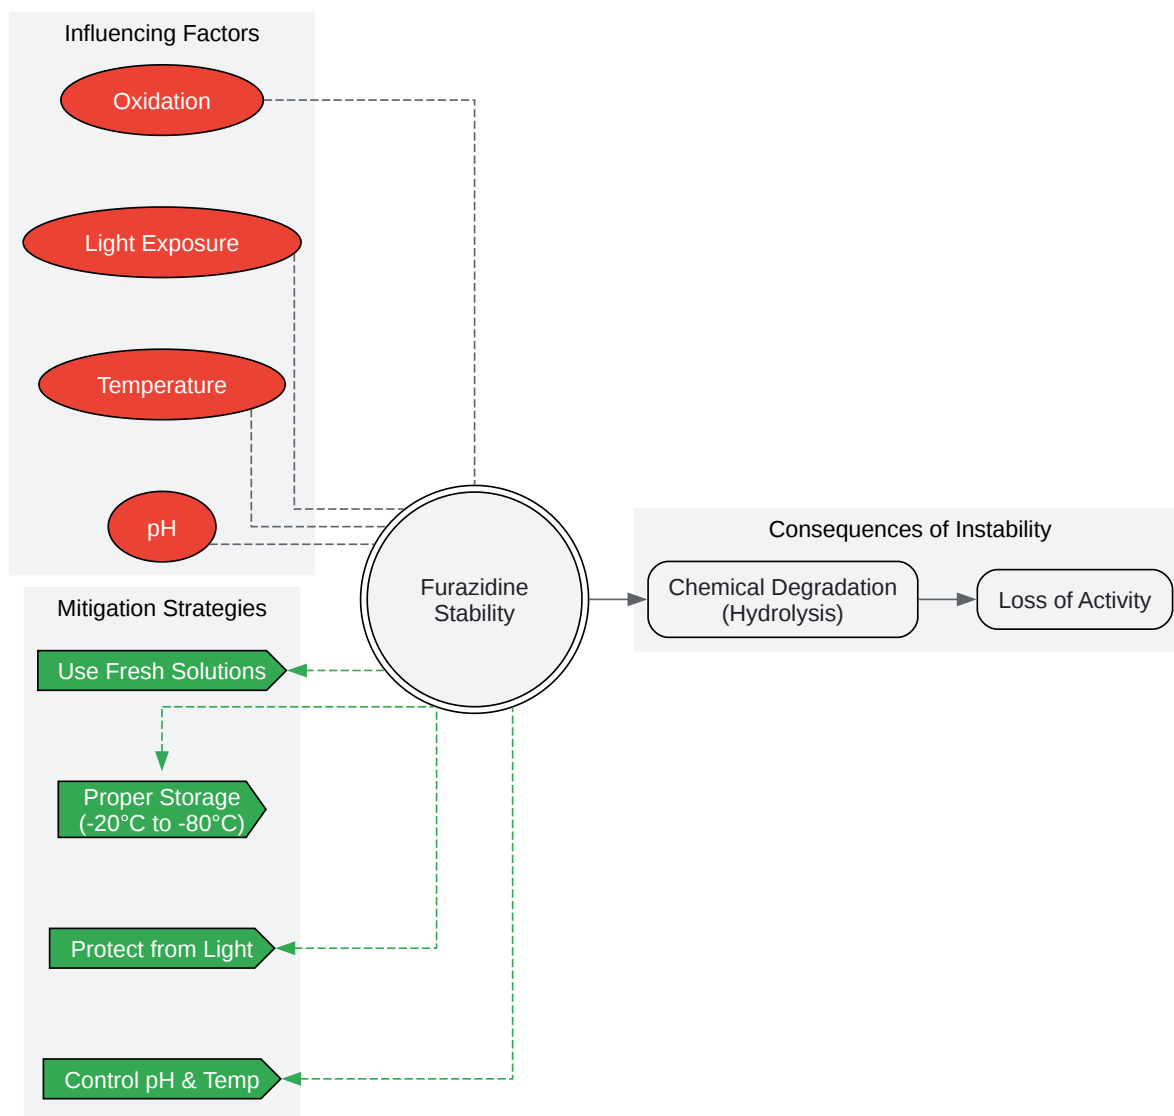 Influencing Factors
Oxidation
Light Exposure
Temperature
pH
Furazidine
Stability
Consequences of Instability
Chemical Degradation
(Hydrolysis)
Loss of Activity
Mitigation Strategies
Use Fresh Solutions
Proper Storage
(-20°C to -80°C)
Protect from Light
Control pH & Temp